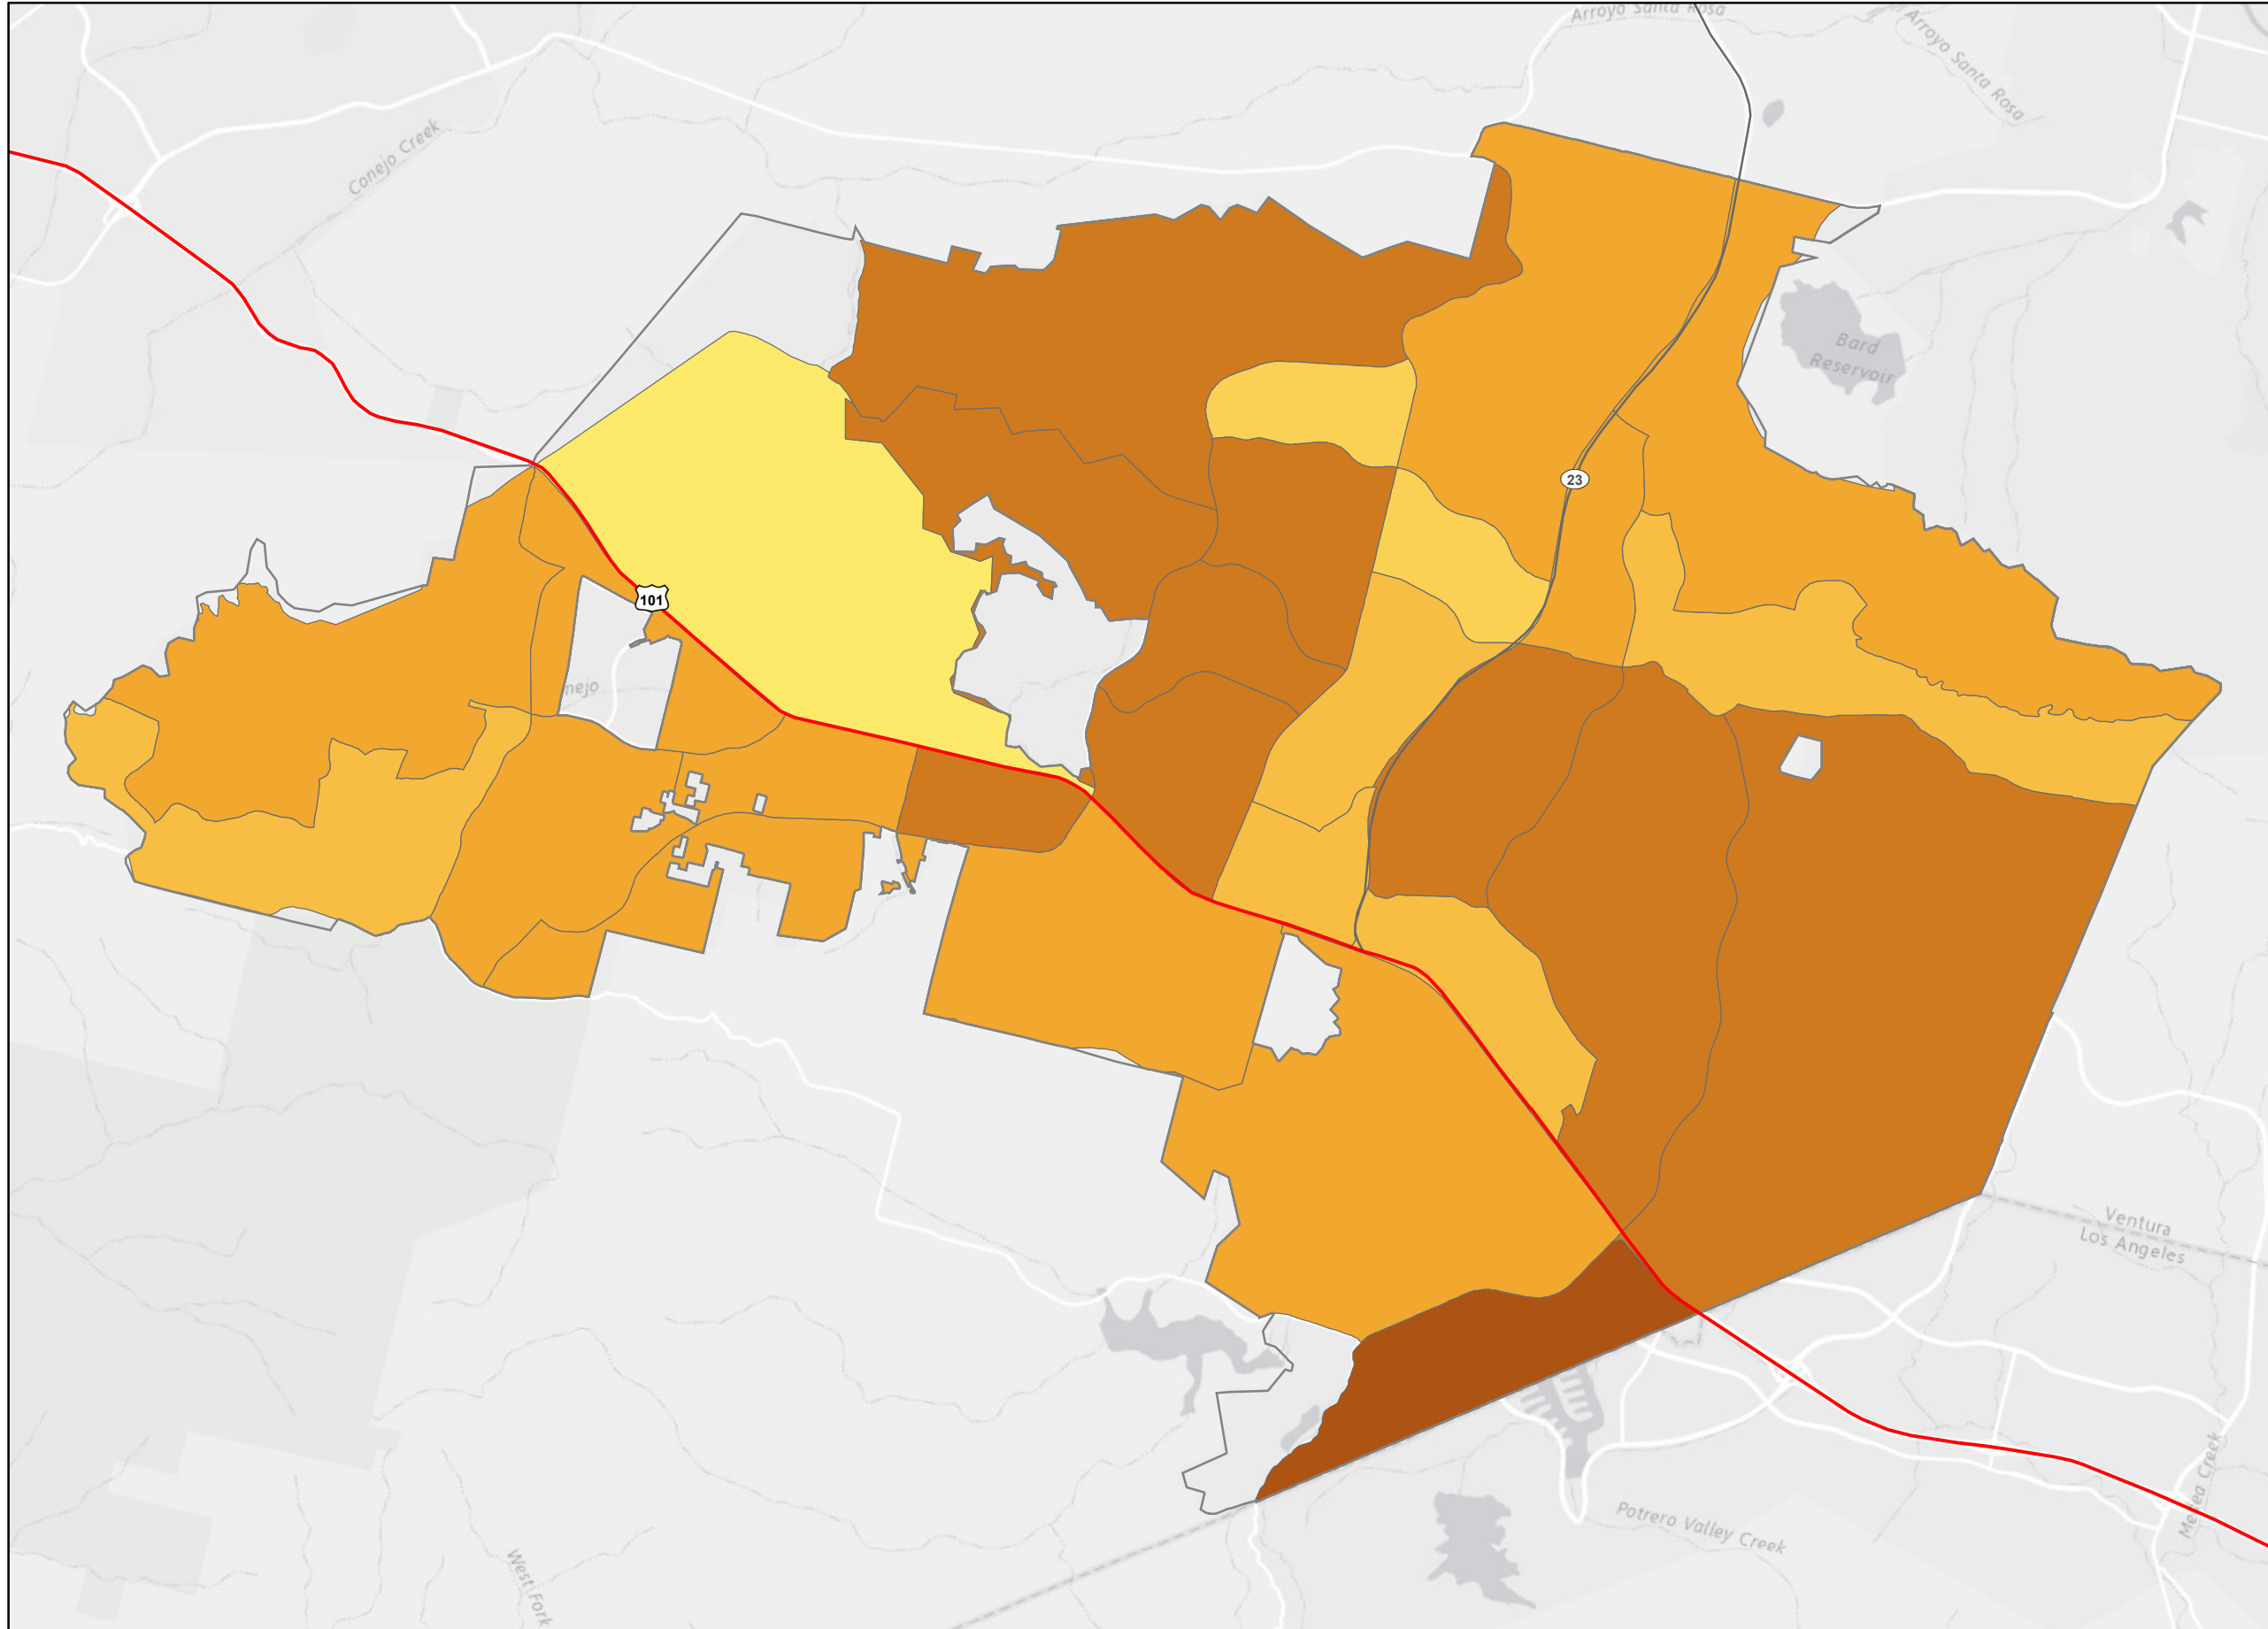 Arroyo Santa Rosa
Arroyo
Santa Rosa
Conejo Creek
Bard
Reservoir
23
101
nejo
Ventura
Los Angeles
Potrero Valley Creek
West Fork
Creek